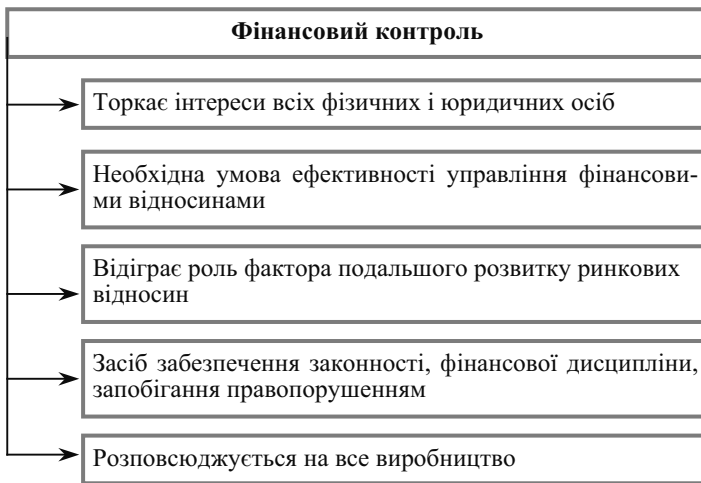 Фінансовий контроль
Торкає інтереси всіх фізичних і юридичних осіб
Необхідна умова ефективності управління фінансови-
ми відносинами
Відіграє роль фактора подальшого розвитку ринкових
відносин
Засіб забезпечення законності, фінансової дисципліни,
запобігання правопорушенням
Розповсюджується на все виробництво